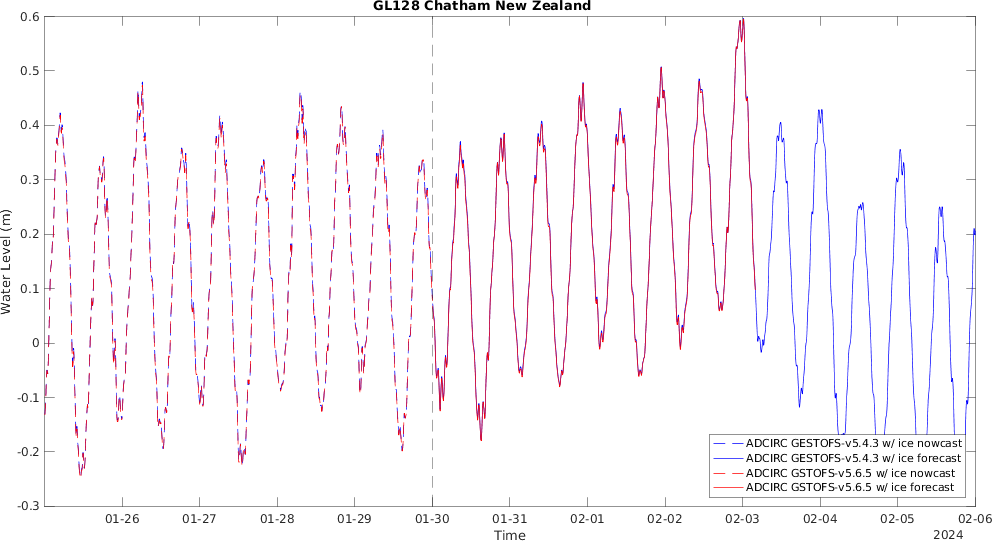 GL128 Chatham New Zealand
0.6
0.5
0.4
0.3
0.2
0.1
0
-0.1
-0.2
-0.3
Water Level (m)
ADCIRC GESTOFS-v5.4.3 w/ ice nowcast
ADCIRC GESTOFS-v5.4.3 w/ ice forecast
ADCIRC GSTOFS-v5.6.5 w/ ice nowcast
ADCIRC GSTOFS-v5.6.5 w/ ice forecast
01-26 01-27 01-28 01-29 01-30 01-31 02-01 02-02 02-03 02-04 02-05 02-06
Time
2024